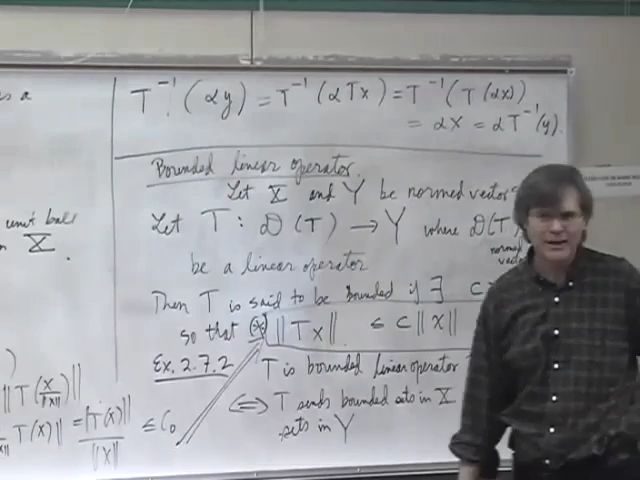 T⁻¹(αy) = T⁻¹(αTx) = T⁻¹(T(αx))
= αx = αT⁻¹(y).
Bounded linear operator.
Let X and Y be normed vector
Let T : D(T) → Y where D(T)
normed
be a linear operator
Then T is said to be bounded if ∃ c
so that (*) ||Tx|| ≤ c||x||
Ex. 2.7.2 T is bounded linear operator
⟺ T sends bounded sets in X
sets in Y
unit ball
X.
||T(x/||x||)||
T(x)|| = ||T(x)||/||x|| ≤ C₀